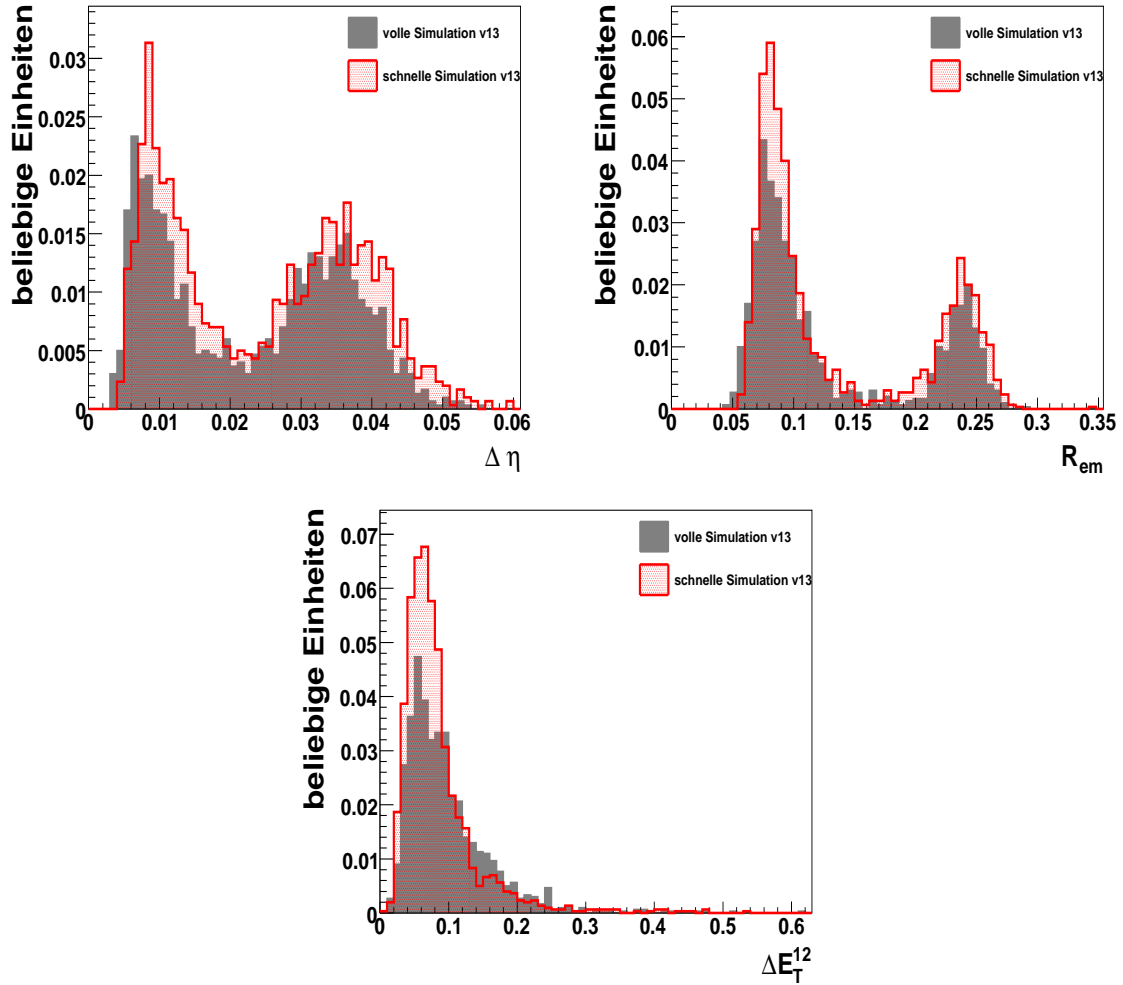 beliebige Einheiten
0.03
0.025
0.02
0.015
0.01
0.005
0
volle Simulation v13
schnelle Simulation v13
0 0.01 0.02 0.03 0.04 0.05 0.06
Δ η
beliebige Einheiten
0.06
0.05
0.04
0.03
0.02
0.01
0
volle Simulation v13
schnelle Simulation v13
0 0.05 0.1 0.15 0.2 0.25 0.3 0.35
R_em
beliebige Einheiten
0.07
0.06
0.05
0.04
0.03
0.02
0.01
0
volle Simulation v13
schnelle Simulation v13
0 0.1 0.2 0.3 0.4 0.5 0.6
ΔE_T^12